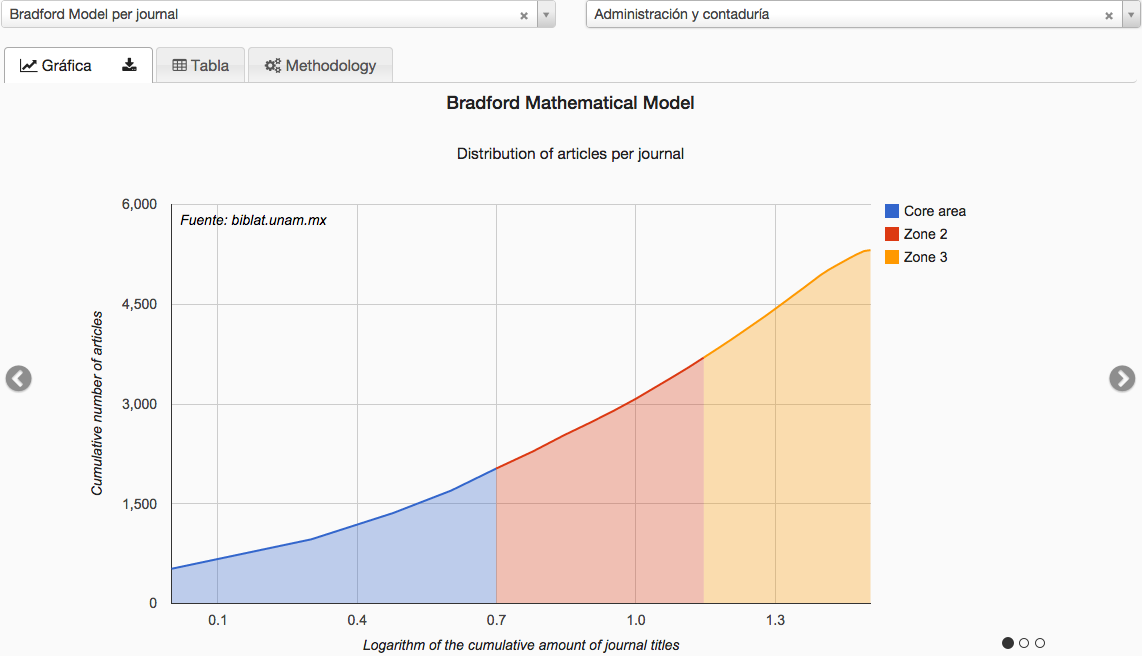 Bradford Model per journal
Administración y contaduría
Gráfica
Tabla
Methodology
Bradford Mathematical Model
Distribution of articles per journal
Fuente: biblat.unam.mx
Core area
Zone 2
Zone 3
6,000
4,500
3,000
1,500
0
Cumulative number of articles
0.1 0.4 0.7 1.0 1.3
Logarithm of the cumulative amount of journal titles